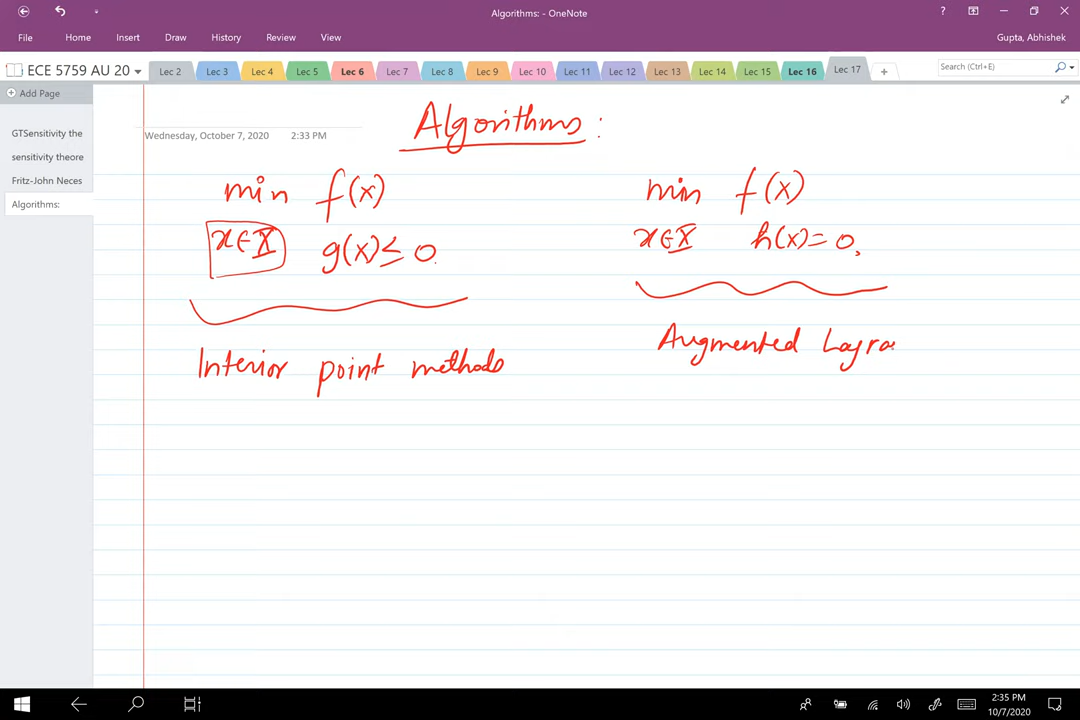 Algorithms: - OneNote
Gupta, Abhishek
File Home Insert Draw History Review View
ECE 5759 AU 20 Lec 2 Lec 3 Lec 4 Lec 5 Lec 6 Lec 7 Lec 8 Lec 9 Lec 10 Lec 11 Lec 12 Lec 13 Lec 14 Lec 15 Lec 16 Lec 17 Search (Ctrl+E)
Add Page
GTSensitivity the
sensitivity theore
Fritz-John Neces
Algorithms:
Algorithms:
Wednesday, October 7, 2020 2:33 PM
min f(x)
x∈X g(x)≤0.
Interior point methods
min f(x)
x∈X h(x)=0,
Augmented Lagra
2:35 PM
10/7/2020